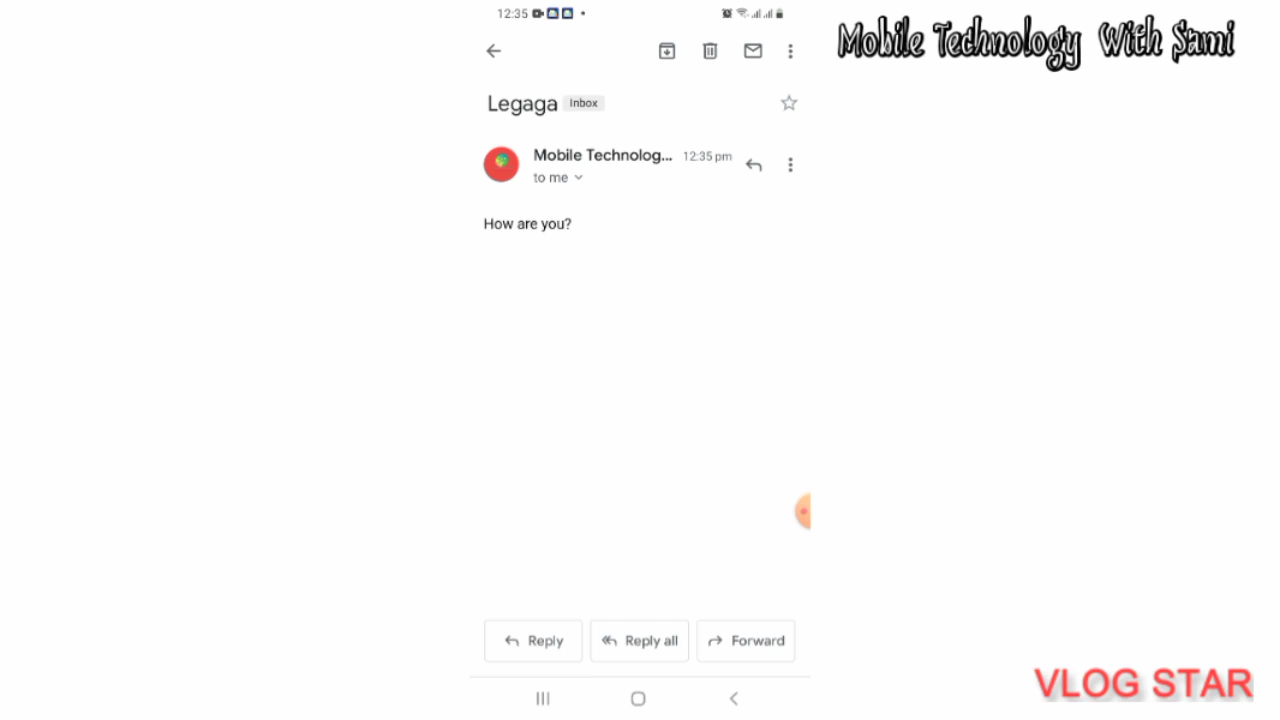 12:35
Mobile Technology With Sami
Legaga Inbox
Mobile Technolog... 12:35 pm
to me
How are you?
Reply Reply all Forward
VLOG STAR